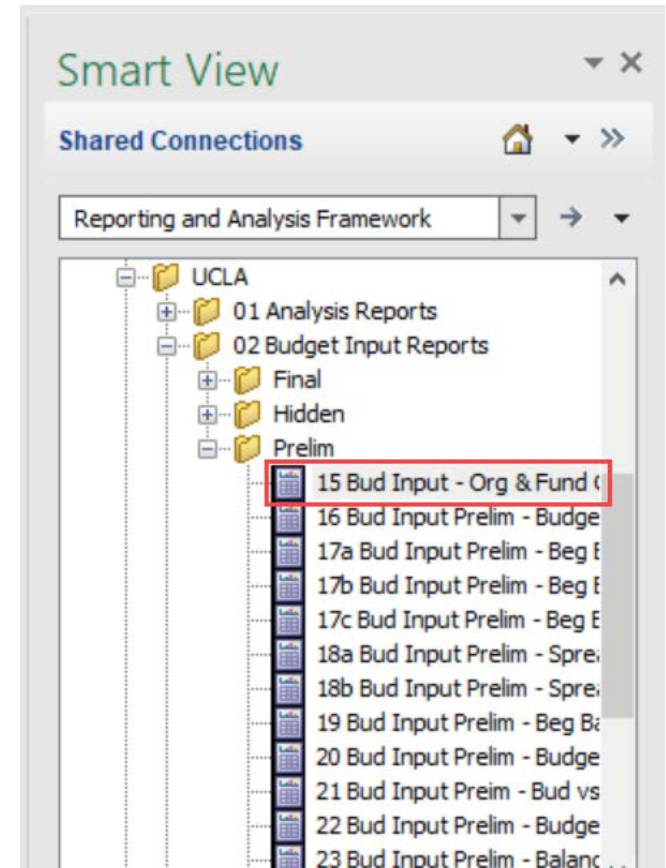 Smart View
Shared Connections
Reporting and Analysis Framework
UCLA
01 Analysis Reports
02 Budget Input Reports
Final
Hidden
Prelim
15 Bud Input - Org & Fund
16 Bud Input Prelim - Budge
17a Bud Input Prelim - Beg
17b Bud Input Prelim - Beg
17c Bud Input Prelim - Beg
18a Bud Input Prelim - Spre
18b Bud Input Prelim - Spre
19 Bud Input Prelim - Beg Ba
20 Bud Input Prelim - Budge
21 Bud Input Preim - Bud vs
22 Bud Input Prelim - Budge
23 Bud Input Prelim - Balanc